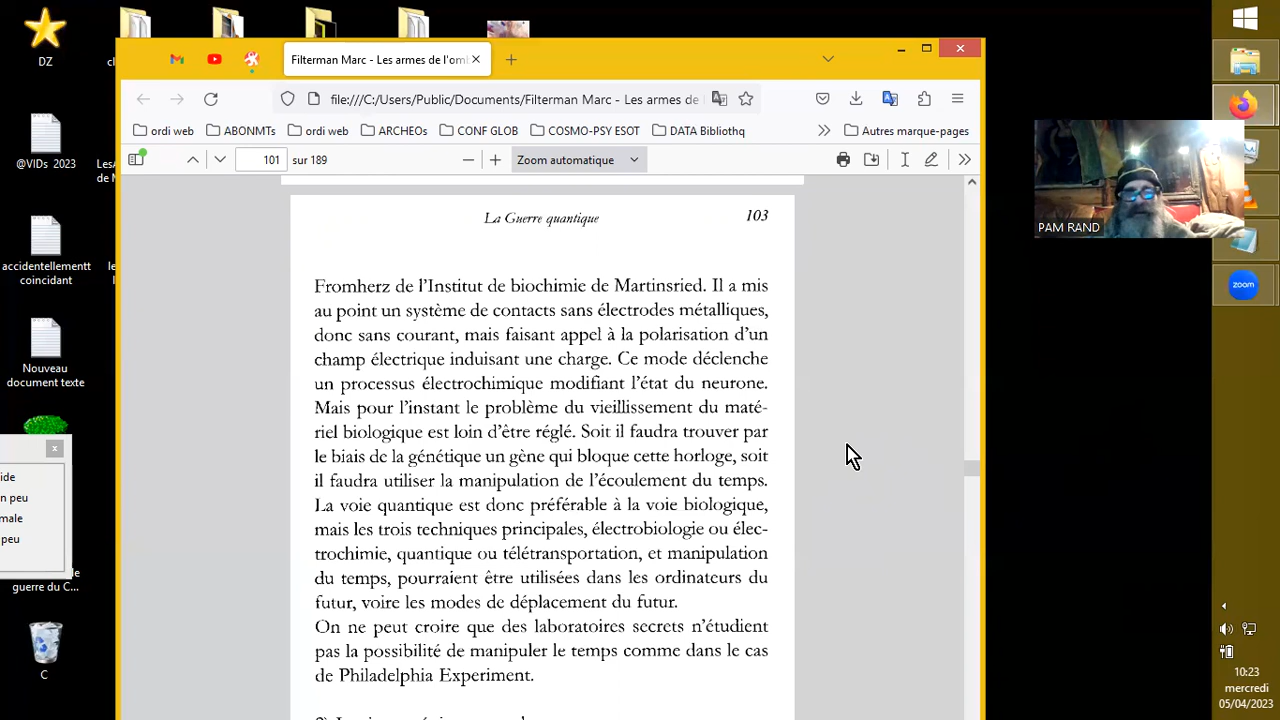 DZ
@VIDs 2023
accidentellementt
coincidant
Nouveau
document texte
C
Filterman Marc - Les armes de l'om
file:///C:/Users/Public/Documents/Filterman Marc - Les armes de
ordi web
ABONMTs
ordi web
ARCHEOs
CONF GLOB
COSMO-PSY ESOT
DATA Bibliothq
Autres marque-pages
101
sur 189
Zoom automatique
La Guerre quantique
103
Fromherz de l'Institut de biochimie de Martinsried. Il a mis
au point un système de contacts sans électrodes métalliques,
donc sans courant, mais faisant appel à la polarisation d'un
champ électrique induisant une charge. Ce mode déclenche
un processus électrochimique modifiant l'état du neurone.
Mais pour l'instant le problème du vieillissement du maté-
riel biologique est loin d'être réglé. Soit il faudra trouver par
le biais de la génétique un gène qui bloque cette horloge, soit
il faudra utiliser la manipulation de l'écoulement du temps.
La voie quantique est donc préférable à la voie biologique,
mais les trois techniques principales, électrobiologie ou élec-
trochimie, quantique ou télétransportation, et manipulation
du temps, pourraient être utilisées dans les ordinateurs du
futur, voire les modes de déplacement du futur.
On ne peut croire que des laboratoires secrets n'étudient
pas la possibilité de manipuler le temps comme dans le cas
de Philadelphia Experiment.
ide
n peu
male
peu
guerre du C...
PAM RAND
zoom
10:23
mercredi
05/04/2023